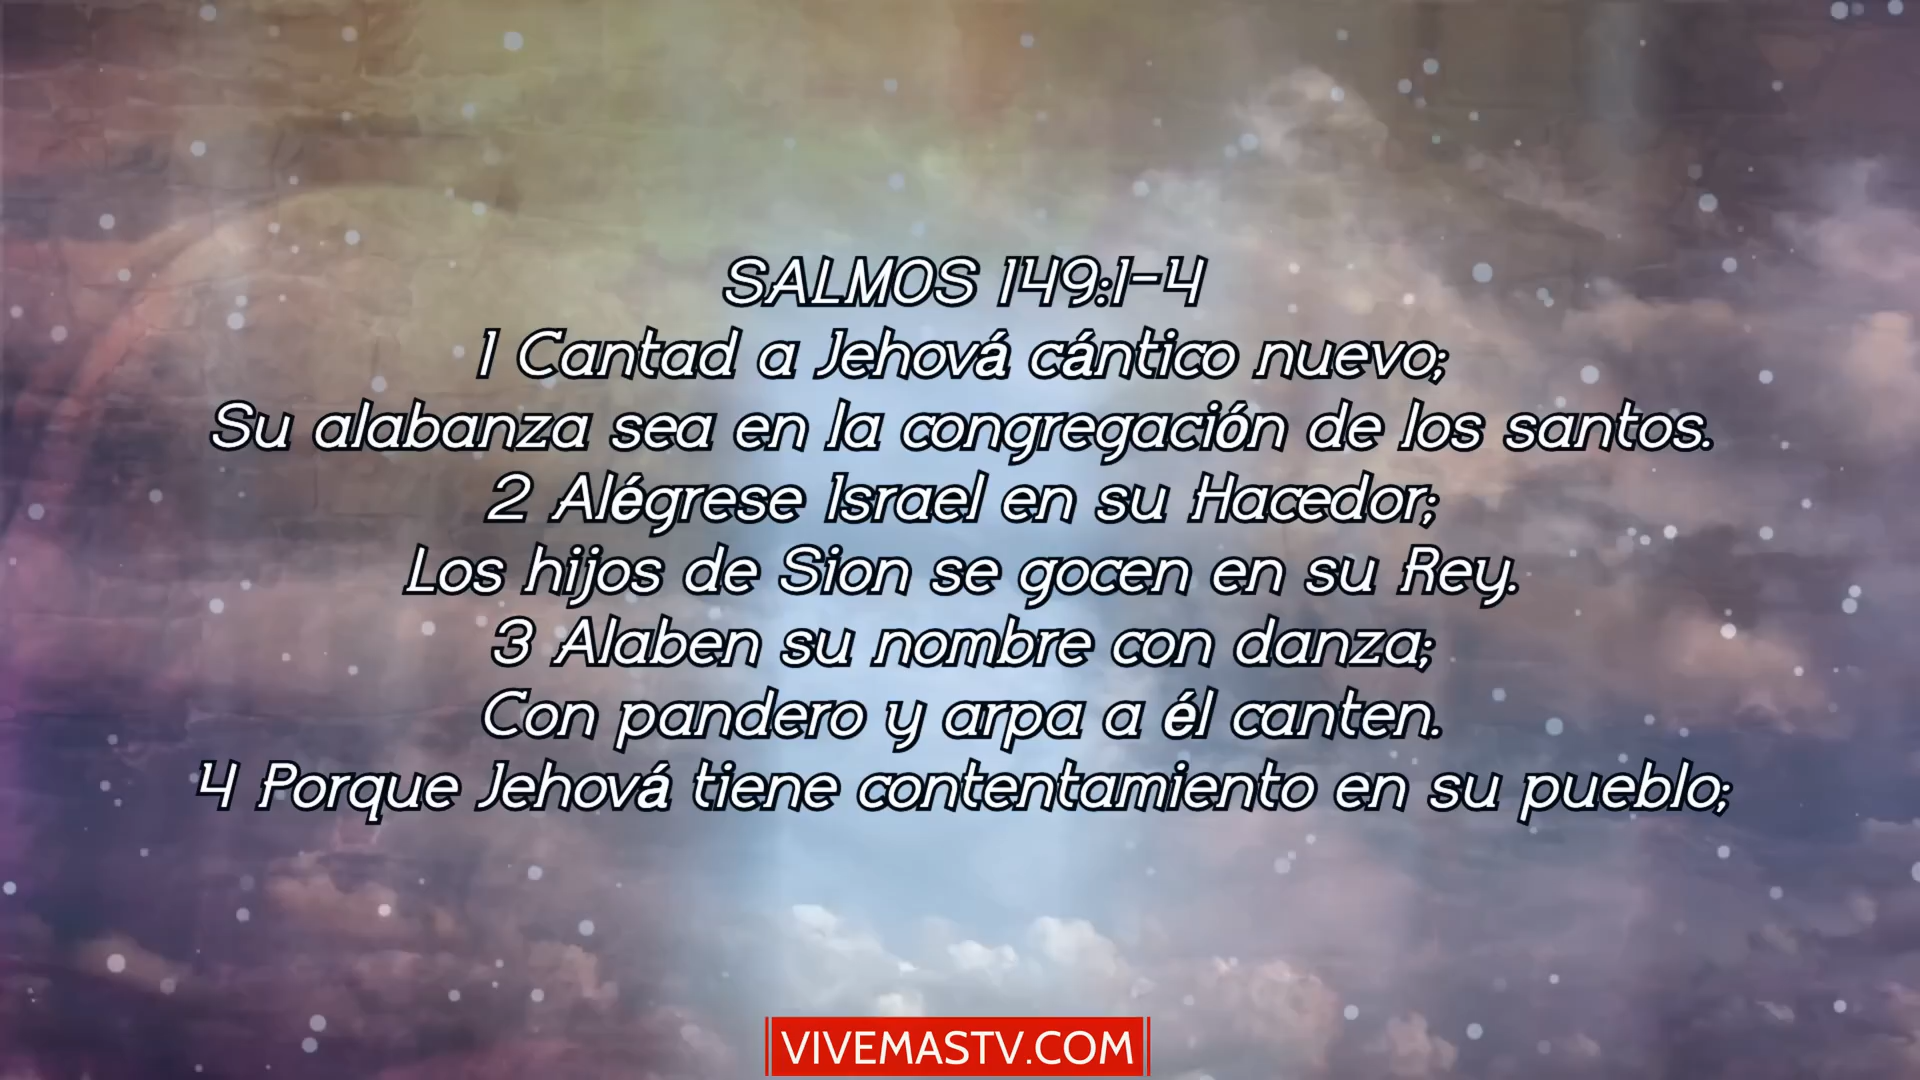 SALMOS 149:1-4
1 Cantad a Jehová cántico nuevo;
Su alabanza sea en la congregación de los santos.
2 Alégrese Israel en su Hacedor;
Los hijos de Sion se gocen en su Rey.
3 Alaben su nombre con danza;
Con pandero y arpa a él canten.
4 Porque Jehová tiene contentamiento en su pueblo;
VIVEMASTV.COM